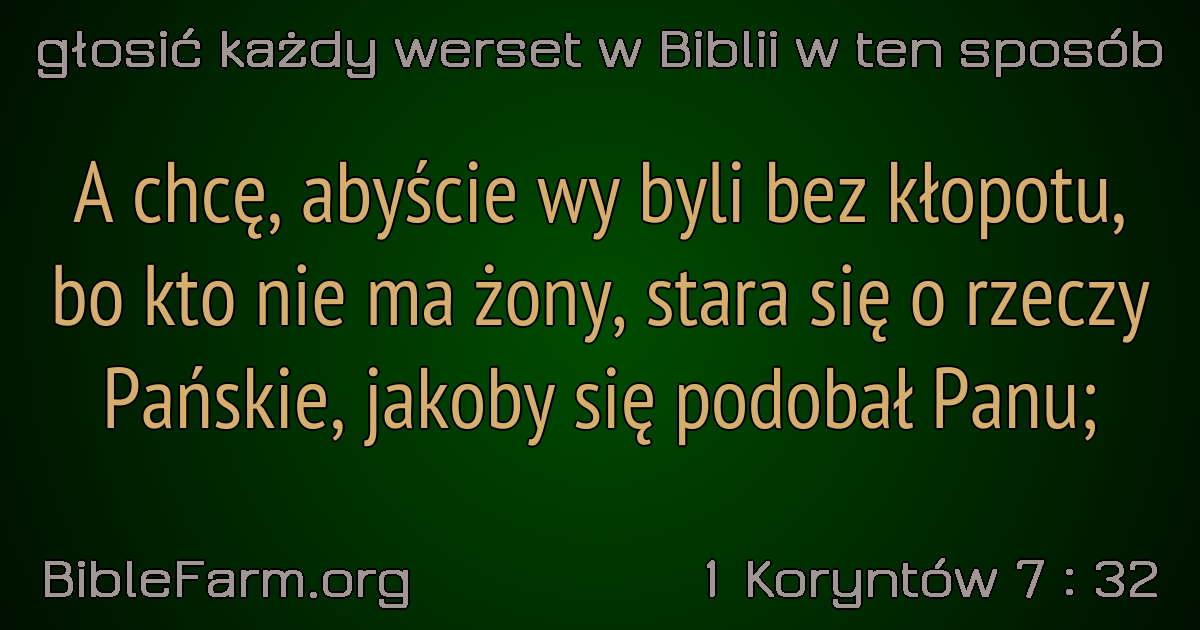 głosić każdy werset w Biblii w ten sposób
A chcę, abyście wy byli bez kłopotu,
bo kto nie ma żony, stara się o rzeczy
Pańskie, jakoby się podobał Panu;
BibleFarm.org
1 Koryntów 7 : 32